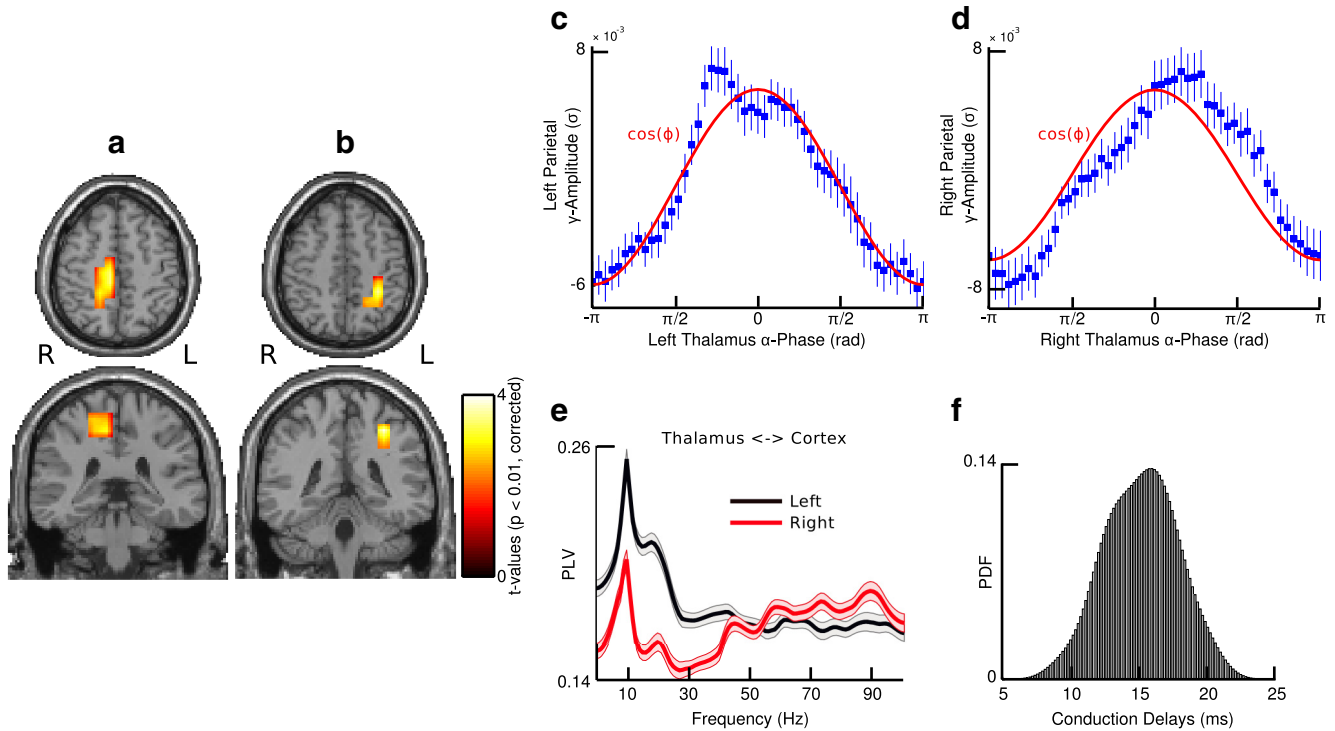 a
R
L
b
R
L
4
0
t-values (p < 0.01, corrected)
c
× 10⁻³
8
-6
Left Parietal
γ-Amplitude (σ)
cos(ϕ)
-π
π/2
0
π/2
π
Left Thalamus α-Phase (rad)
d
× 10⁻³
8
-8
Right Parietal
γ-Amplitude (σ)
cos(ϕ)
-π
π/2
0
π/2
π
Right Thalamus α-Phase (rad)
e
Thalamus <-> Cortex
0.26
0.14
PLV
Left
Right
10
30
50
70
90
Frequency (Hz)
f
0.14
0
PDF
5
10
15
20
25
Conduction Delays (ms)